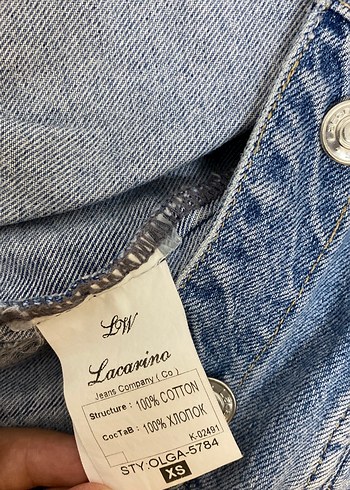 LW
Lacarino
Jeans Company ( Co )
Structure : 100% COTTON
СосТаВ : 100% ХЛОПОК
K-02491
STY:OLGA-5784
XS